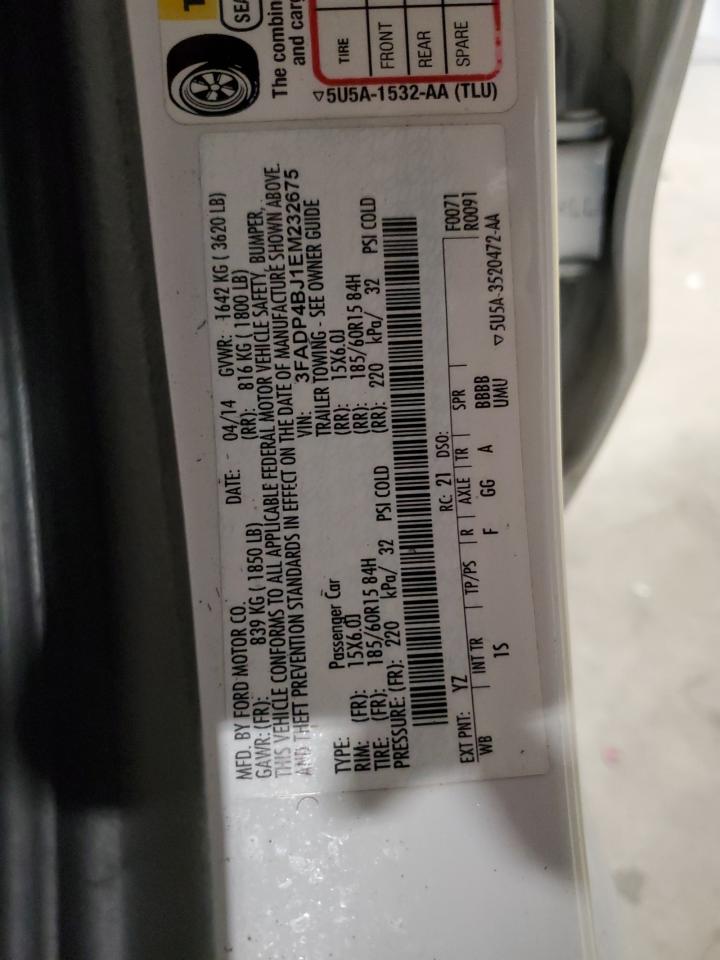 SEA
The combin
and carg
TIRE
FRONT
REAR
SPARE
▽5U5A-1532-AA (TLU)
MFD. BY FORD MOTOR CO.
DATE: 04/14 GVWR: 1642 KG ( 3620 LB)
GAWR: (FR): 839 KG ( 1850 LB) (RR): 816 KG ( 1800 LB)
THIS VEHICLE CONFORMS TO ALL APPLICABLE FEDERAL MOTOR VEHICLE SAFETY, BUMPER,
AND THEFT PREVENTION STANDARDS IN EFFECT ON THE DATE OF MANUFACTURE SHOWN ABOVE.
VIN: 3FADP4BJ1EM232675
TYPE: Passenger Car TRAILER TOWING - SEE OWNER GUIDE
RIM: (FR): 15X6.0J (RR): 15X6.0J
TIRE: (FR): 185/60R15 84H (RR): 185/60R15 84H
PRESSURE: (FR): 220 kPa/ 32 PSI COLD (RR): 220 kPa/ 32 PSI COLD
EXT PNT: YZ RC: 21 DSO: F0071
R0091
WB INT TR TP/PS R AXLE TR SPR
1S F GG A BBBB
UMU
▽5U5A-3520472-AA